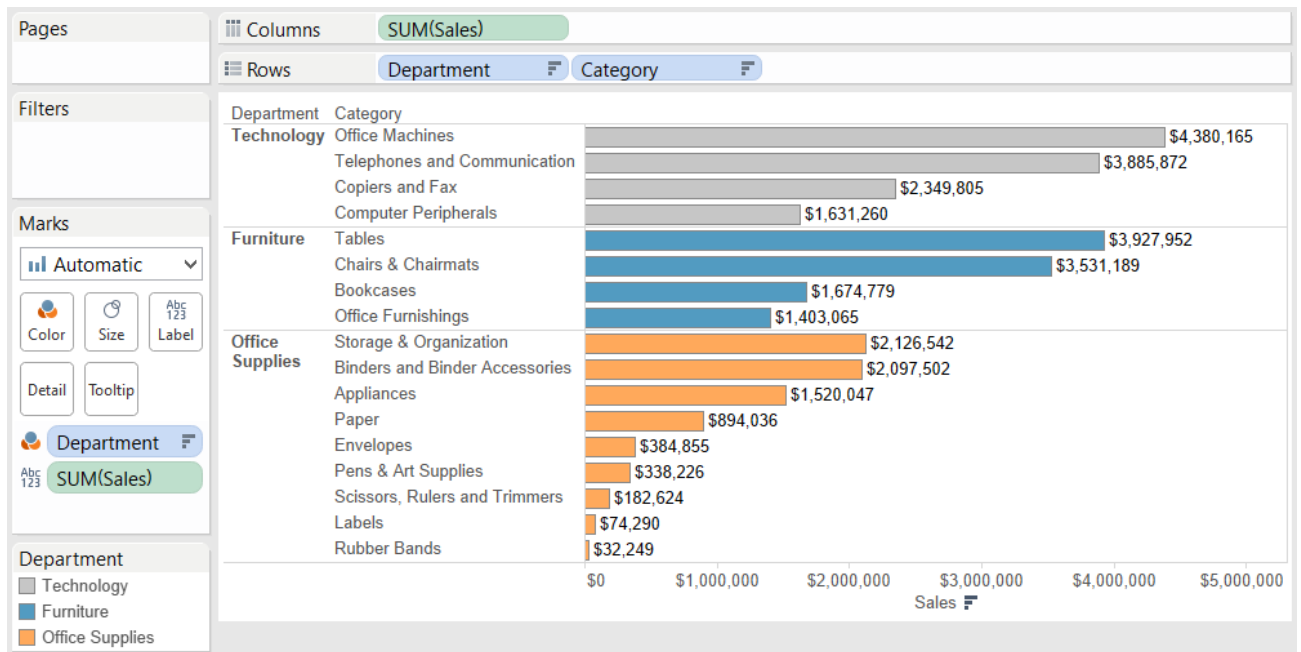 Pages
Columns
SUM(Sales)
Rows
Department
Category
Filters
Marks
Automatic
Color
Size
Abc
123
Label
Detail
Tooltip
Department
Abc
123
SUM(Sales)
Department
Technology
Furniture
Office Supplies
Department Category
Technology Office Machines $4,380,165
Telephones and Communication $3,885,872
Copiers and Fax $2,349,805
Computer Peripherals $1,631,260
Furniture Tables $3,927,952
Chairs & Chairmats $3,531,189
Bookcases $1,674,779
Office Furnishings $1,403,065
Office Storage & Organization $2,126,542
Supplies Binders and Binder Accessories $2,097,502
Appliances $1,520,047
Paper $894,036
Envelopes $384,855
Pens & Art Supplies $338,226
Scissors, Rulers and Trimmers $182,624
Labels $74,290
Rubber Bands $32,249
$0 $1,000,000 $2,000,000 $3,000,000 $4,000,000 $5,000,000
Sales